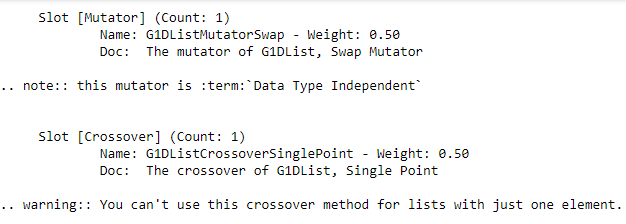 Slot [Mutator] (Count: 1)
Name: G1DListMutatorSwap - Weight: 0.50
Doc: The mutator of G1DList, Swap Mutator
.. note:: this mutator is :term:`Data Type Independent`
Slot [Crossover] (Count: 1)
Name: G1DListCrossoverSinglePoint - Weight: 0.50
Doc: The crossover of G1DList, Single Point
.. warning:: You can't use this crossover method for lists with just one element.